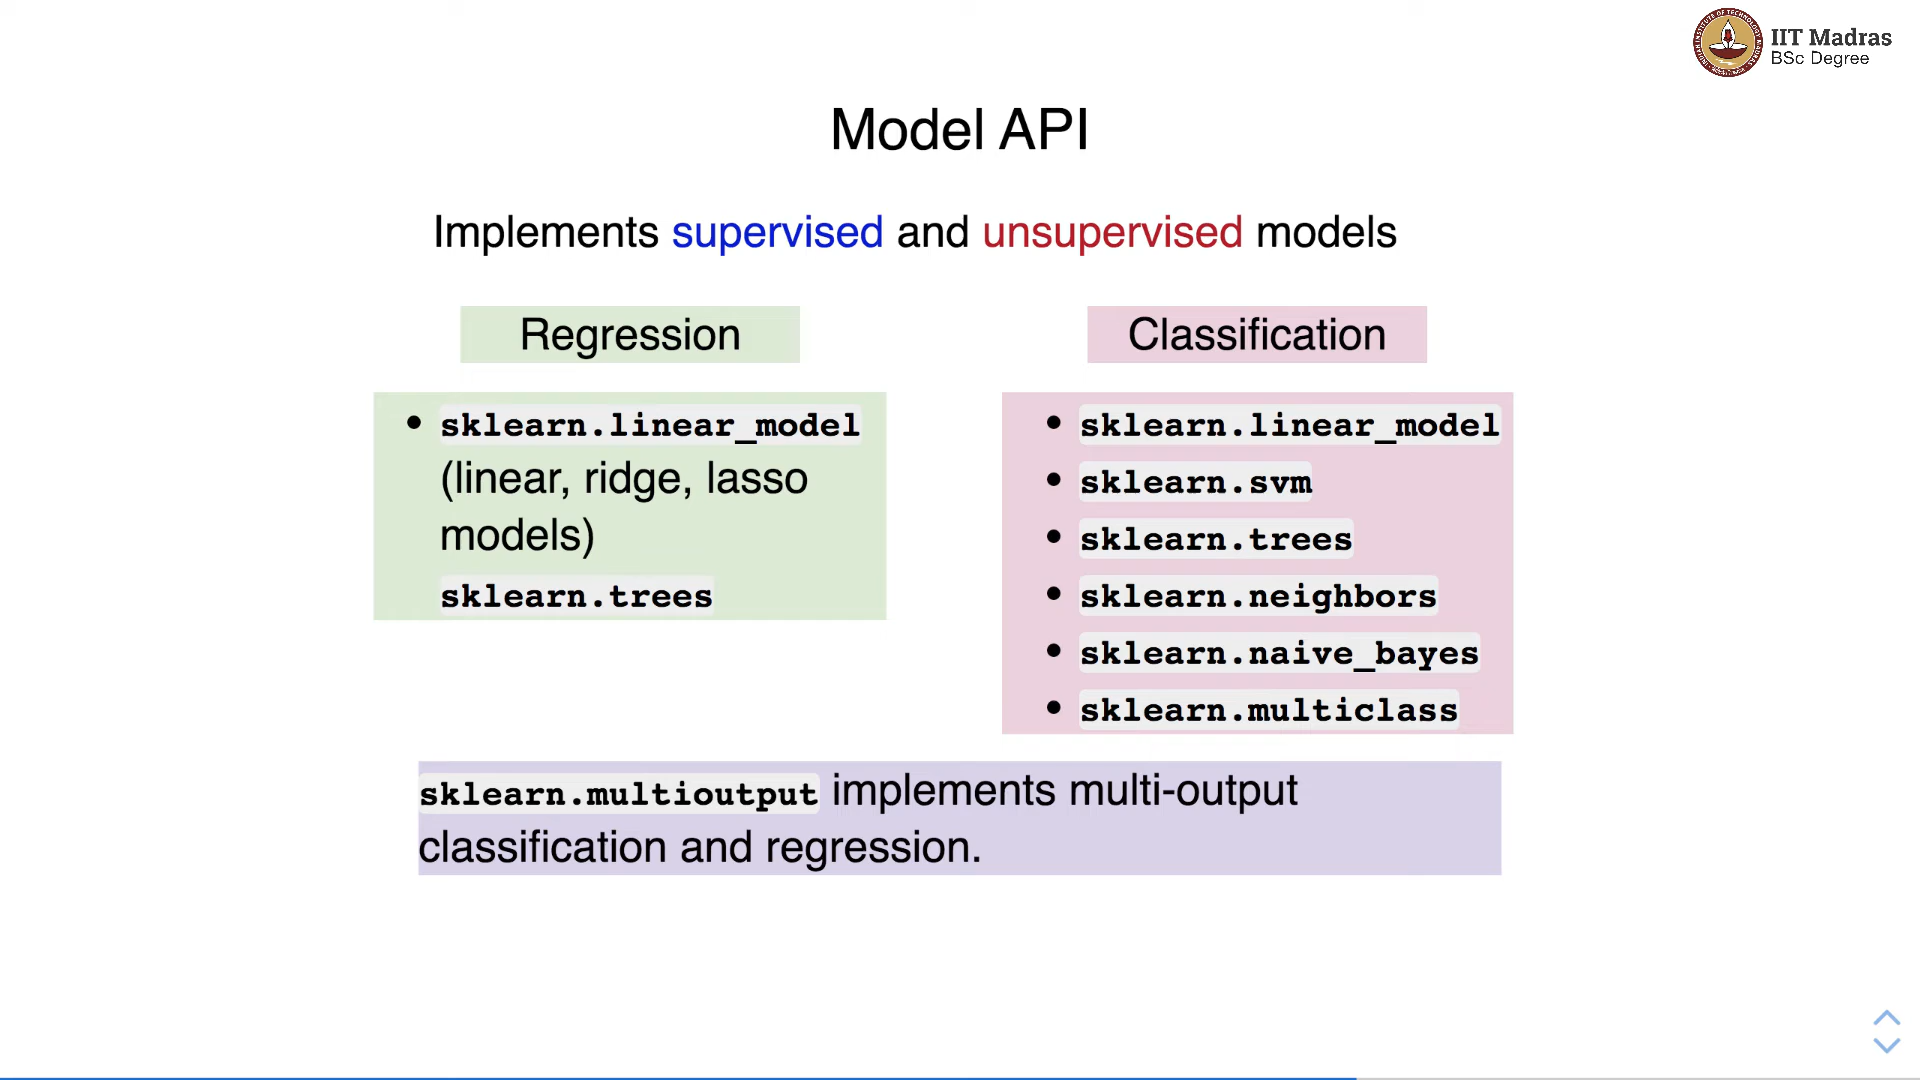 IIT Madras
BSc Degree
Model API
Implements supervised and unsupervised models
Regression
• sklearn.linear_model
(linear, ridge, lasso
models)
sklearn.trees
Classification
• sklearn.linear_model
• sklearn.svm
• sklearn.trees
• sklearn.neighbors
• sklearn.naive_bayes
• sklearn.multiclass
sklearn.multioutput implements multi-output
classification and regression.